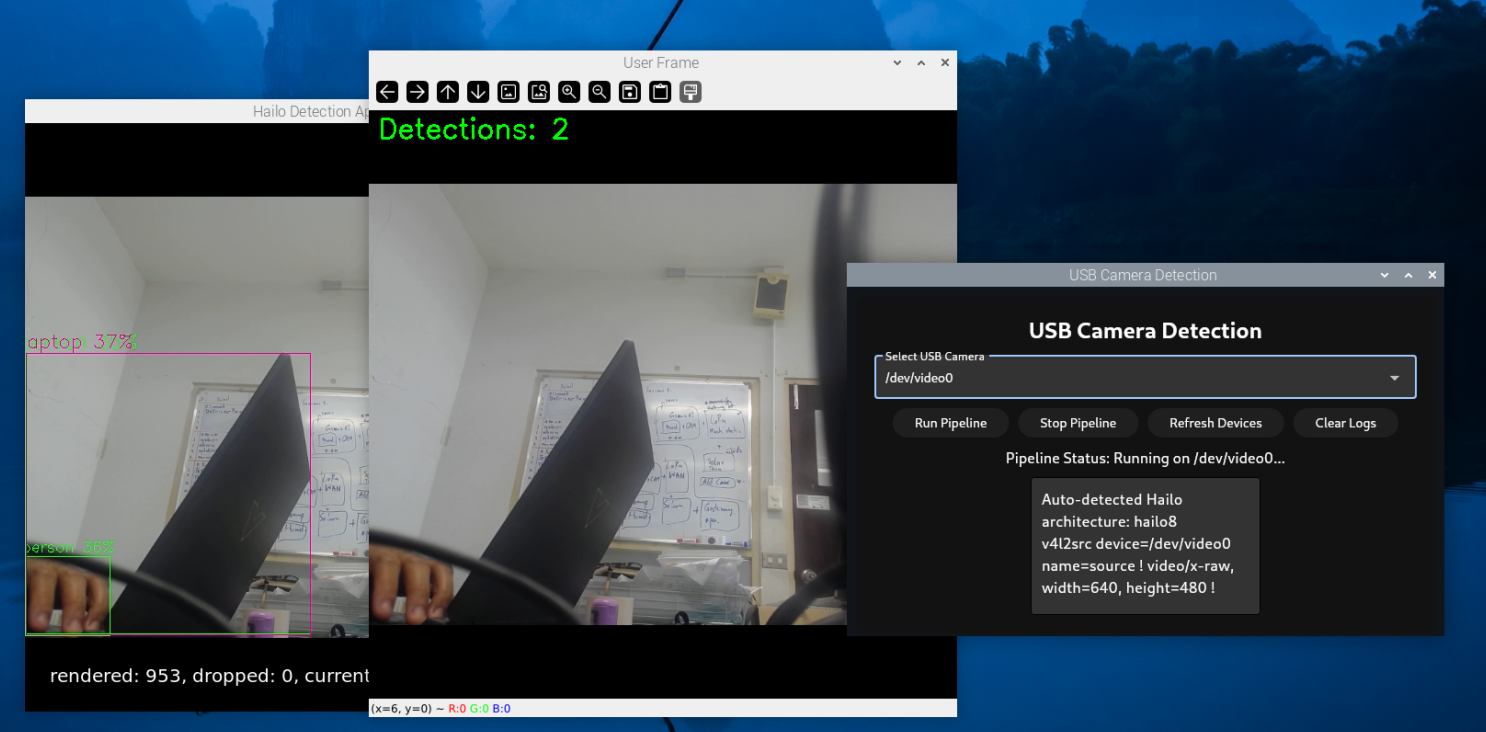 Hailo Detection Ap
User Frame
Detections: 2
aptop 37%
person 36%
rendered: 953, dropped: 0, current
(x=6, y=0) ~ R:0 G:0 B:0
USB Camera Detection
USB Camera Detection
Select USB Camera
/dev/video0
Run Pipeline Stop Pipeline Refresh Devices Clear Logs
Pipeline Status: Running on /dev/video0...
Auto-detected Hailo
architecture: hailo8
v4l2src device=/dev/video0
name=source ! video/x-raw,
width=640, height=480 !